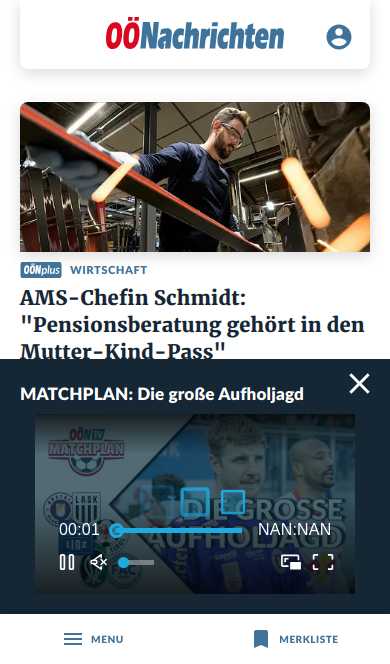 OÖNachrichten
OÖNplus WIRTSCHAFT
AMS-Chefin Schmidt:
"Pensionsberatung gehört in den
Mutter-Kind-Pass"
MATCHPLAN: Die große Aufholjagd
OÖN TV
MATCHPLAN
LASK
DIE GROSSE
AUFHOLJAGD
00:01
NAN:NAN
MENU
MERKLISTE